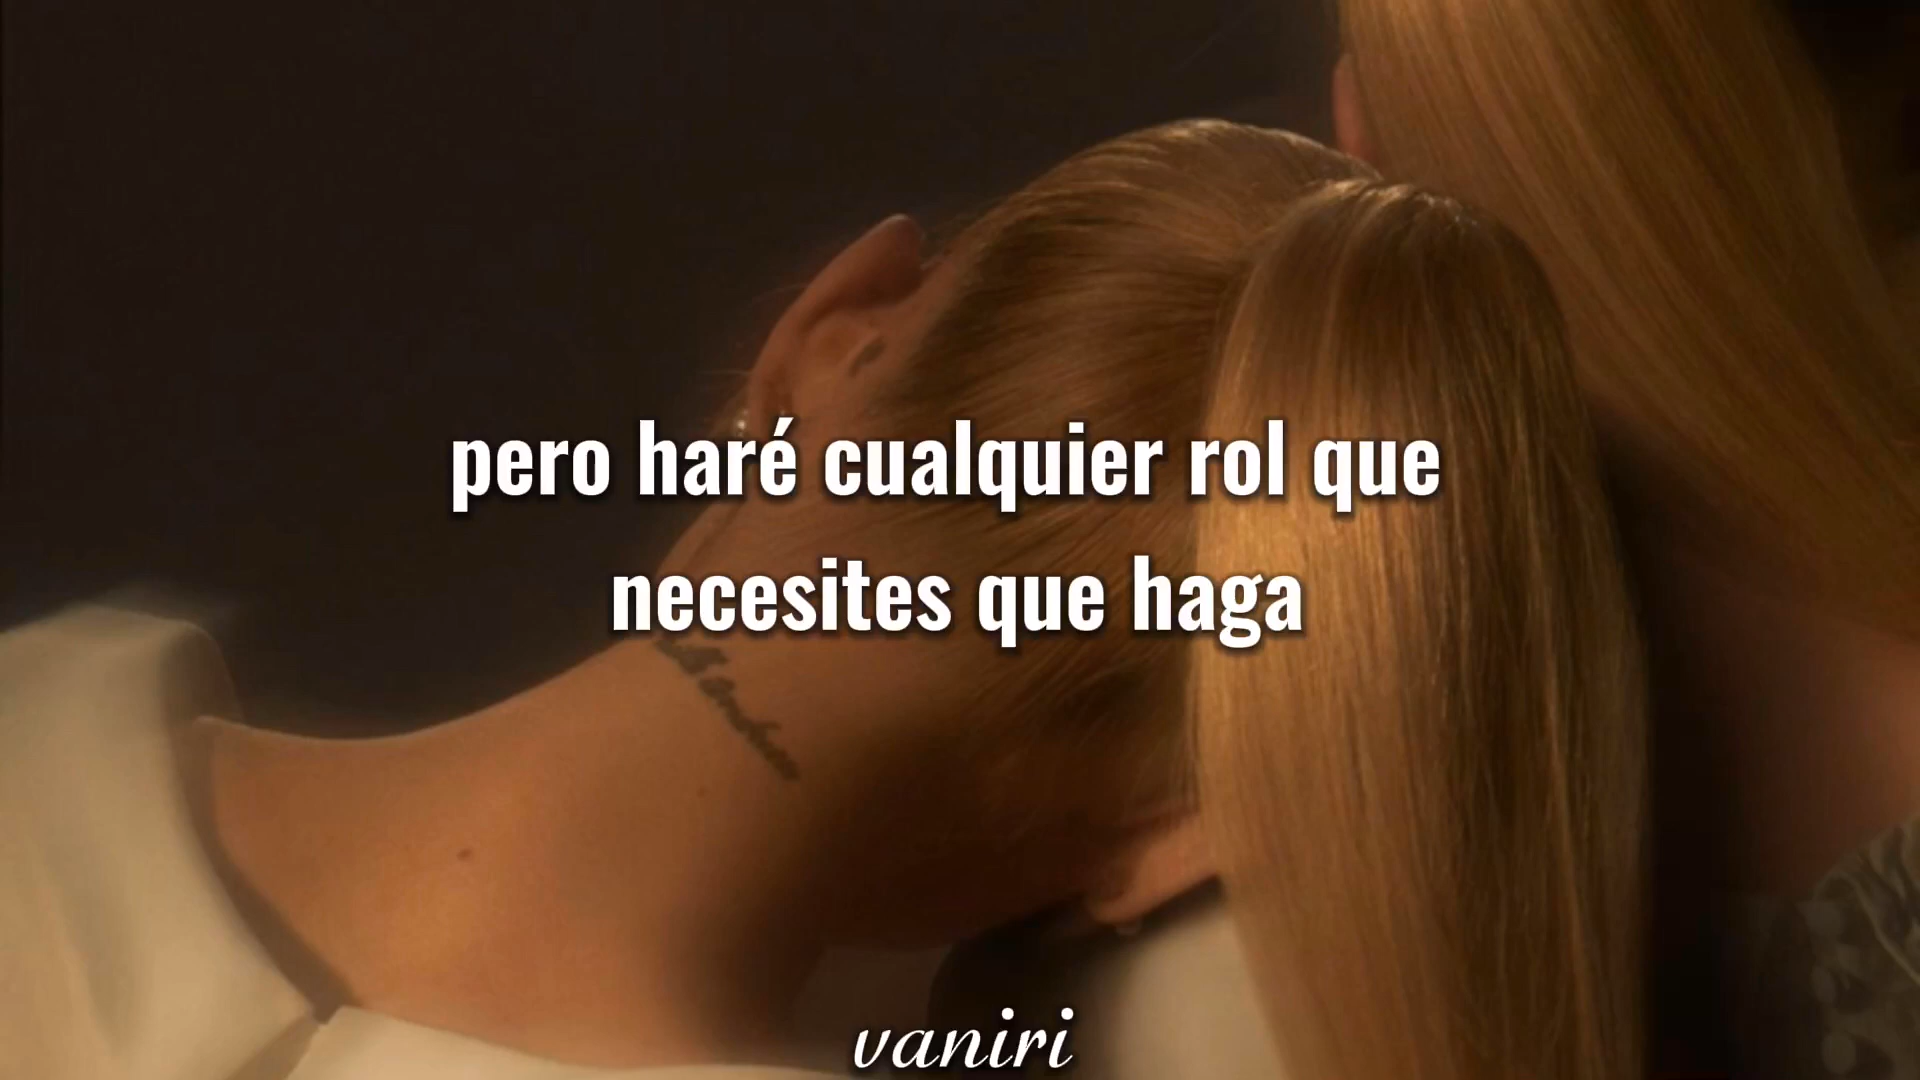 pero haré cualquier rol que
necesites que haga
vaniri